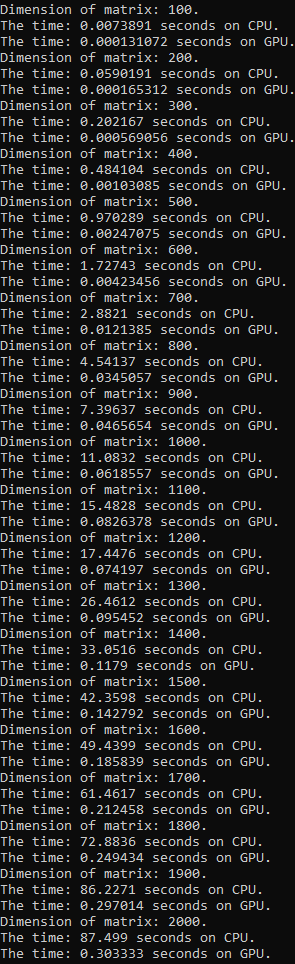 Dimension of matrix: 100.
The time: 0.0073891 seconds on CPU.
The time: 0.000131072 seconds on GPU.
Dimension of matrix: 200.
The time: 0.0590191 seconds on CPU.
The time: 0.000165312 seconds on GPU.
Dimension of matrix: 300.
The time: 0.202167 seconds on CPU.
The time: 0.000569056 seconds on GPU.
Dimension of matrix: 400.
The time: 0.484104 seconds on CPU.
The time: 0.00103085 seconds on GPU.
Dimension of matrix: 500.
The time: 0.970289 seconds on CPU.
The time: 0.00247075 seconds on GPU.
Dimension of matrix: 600.
The time: 1.72743 seconds on CPU.
The time: 0.00423456 seconds on GPU.
Dimension of matrix: 700.
The time: 2.8821 seconds on CPU.
The time: 0.0121385 seconds on GPU.
Dimension of matrix: 800.
The time: 4.54137 seconds on CPU.
The time: 0.0345057 seconds on GPU.
Dimension of matrix: 900.
The time: 7.39637 seconds on CPU.
The time: 0.0465654 seconds on GPU.
Dimension of matrix: 1000.
The time: 11.0832 seconds on CPU.
The time: 0.0618557 seconds on GPU.
Dimension of matrix: 1100.
The time: 15.4828 seconds on CPU.
The time: 0.0826378 seconds on GPU.
Dimension of matrix: 1200.
The time: 17.4476 seconds on CPU.
The time: 0.074197 seconds on GPU.
Dimension of matrix: 1300.
The time: 26.4612 seconds on CPU.
The time: 0.095452 seconds on GPU.
Dimension of matrix: 1400.
The time: 33.0516 seconds on CPU.
The time: 0.1179 seconds on GPU.
Dimension of matrix: 1500.
The time: 42.3598 seconds on CPU.
The time: 0.142792 seconds on GPU.
Dimension of matrix: 1600.
The time: 49.4399 seconds on CPU.
The time: 0.185839 seconds on GPU.
Dimension of matrix: 1700.
The time: 61.4617 seconds on CPU.
The time: 0.212458 seconds on GPU.
Dimension of matrix: 1800.
The time: 72.8836 seconds on CPU.
The time: 0.249434 seconds on GPU.
Dimension of matrix: 1900.
The time: 86.2271 seconds on CPU.
The time: 0.297014 seconds on GPU.
Dimension of matrix: 2000.
The time: 87.499 seconds on CPU.
The time: 0.303333 seconds on GPU.